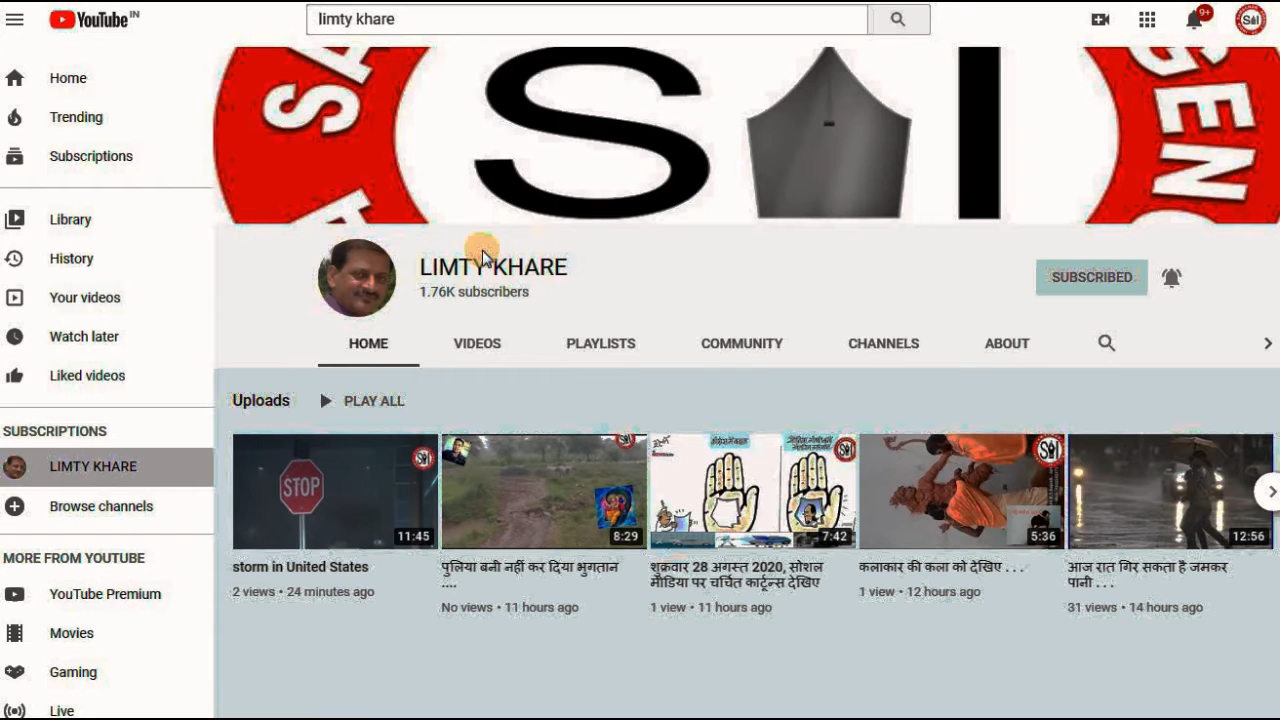 YouTube IN
limty khare
9+
SAI
SA
S I
GEN
Home
Trending
Subscriptions
Library
History
Your videos
Watch later
Liked videos
SUBSCRIPTIONS
LIMTY KHARE
Browse channels
MORE FROM YOUTUBE
YouTube Premium
Movies
Gaming
Live
LIMTY KHARE
1.76K subscribers
SUBSCRIBED
HOME VIDEOS PLAYLISTS COMMUNITY CHANNELS ABOUT
Uploads PLAY ALL
STOP
11:45
8:29
7:42
5:36
12:56
storm in United States
2 views • 24 minutes ago
पुलिया बनी नहीं कर दिया भुगतान
....
No views • 11 hours ago
शुक्रवार 28 अगस्त 2020, सोशल
मीडिया पर चर्चित कार्टून्स देखिए
1 view • 11 hours ago
कलाकार की कला को देखिए . . .
1 view • 12 hours ago
आज रात गिर सकता है जमकर
पानी . . .
31 views • 14 hours ago